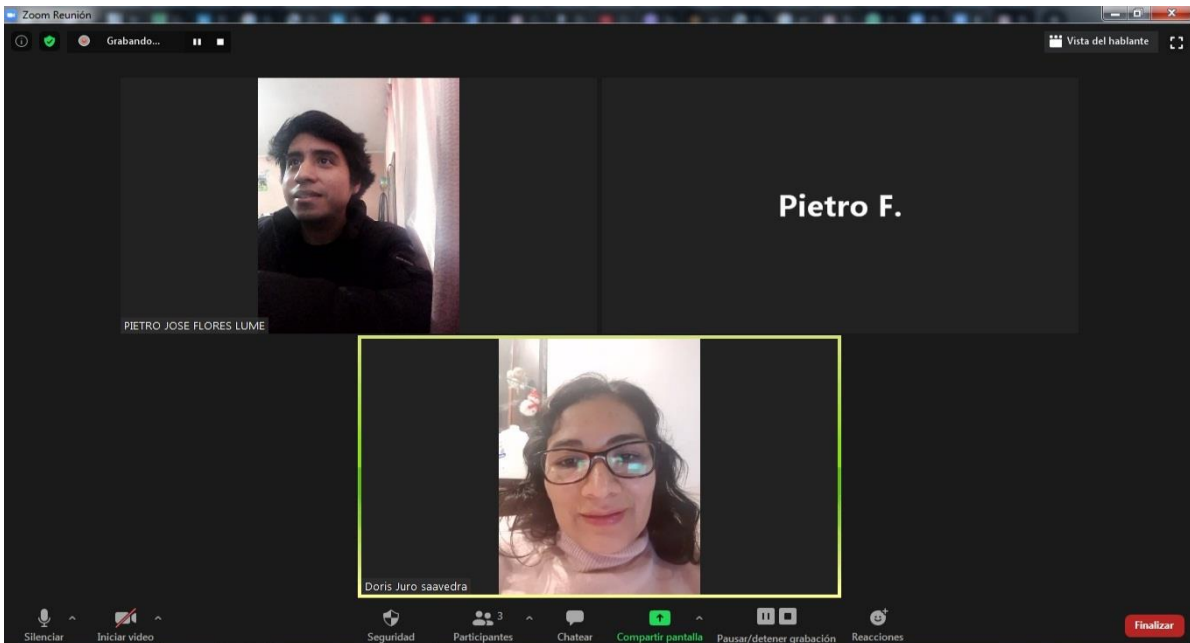 Zoom Reunión
Grabando...
Vista del hablante
Pietro F.
PIETRO JOSE FLORES LUME
Doris Juro saavedra
Silenciar
Iniciar video
Seguridad
Participantes
3
Chatear
Compartir pantalla
Pausar/detener grabación
Reacciones
Finalizar